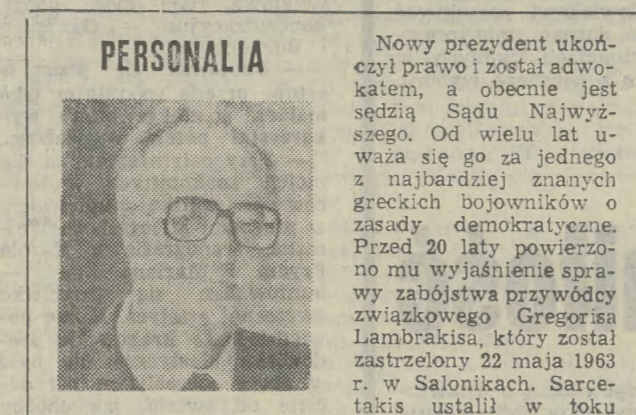 PERSONALIA
Nowy prezydent ukoń-
czył prawo i został adwo-
katem, a obecnie jest
sędzią Sądu Najwyż-
szego. Od wielu lat u-
waża się go za jednego
z najbardziej znanych
greckich bojowników o
zasady demokratyczne.
Przed 20 laty powierzo-
no mu wyjaśnienie spra-
wy zabójstwa przywódcy
związkowego Gregorisa
Lambrakisa, który został
zastrzelony 22 maja 1963
r. w Salonikach. Sarce-
takis ustalił w toku